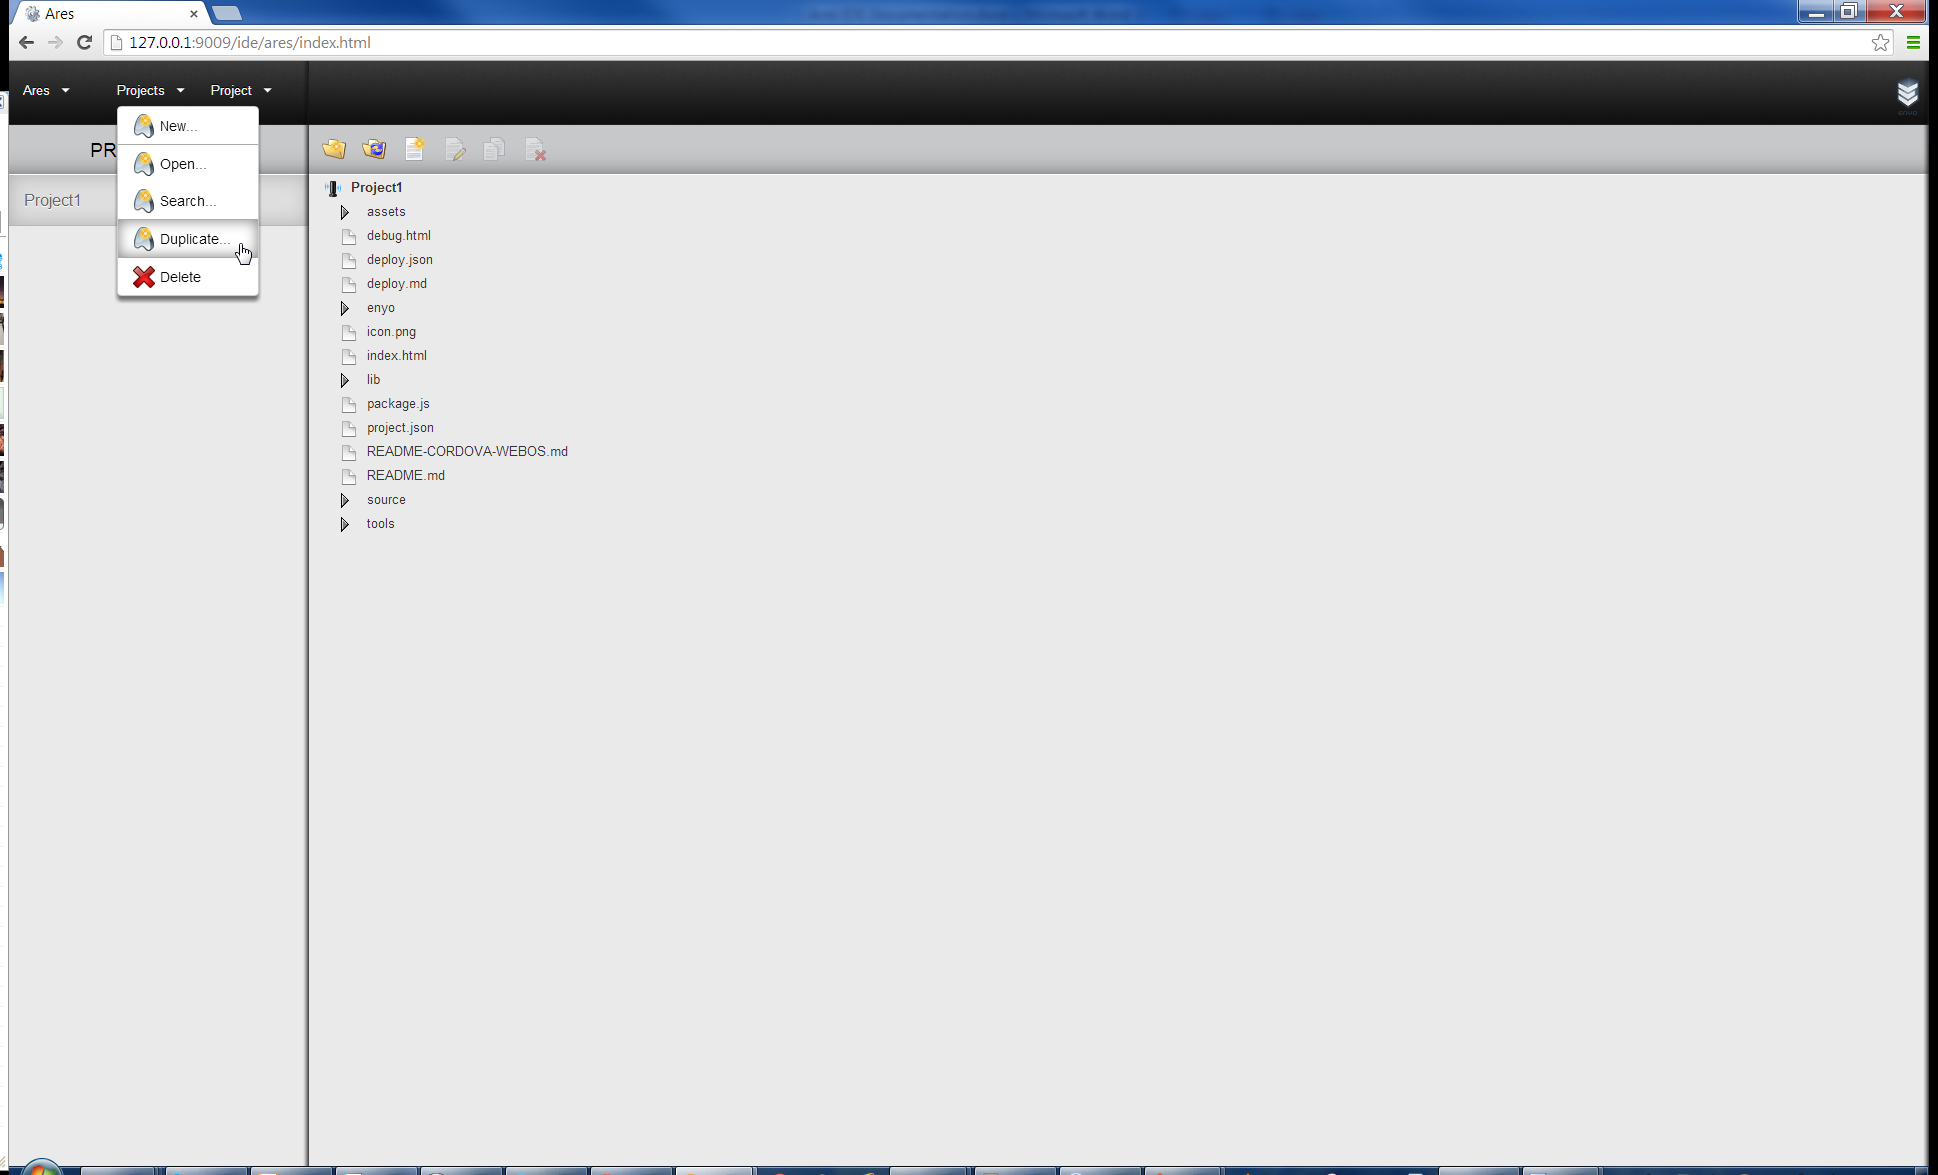 Ares
127.0.0.1:9009/ide/ares/index.html
Ares Projects Project
New...
PR
Open...
Search...
Duplicate...
Delete
Project1
Project1
assets
debug.html
deploy.json
deploy.md
enyo
icon.png
index.html
lib
package.js
project.json
README-CORDOVA-WEBOS.md
README.md
source
tools